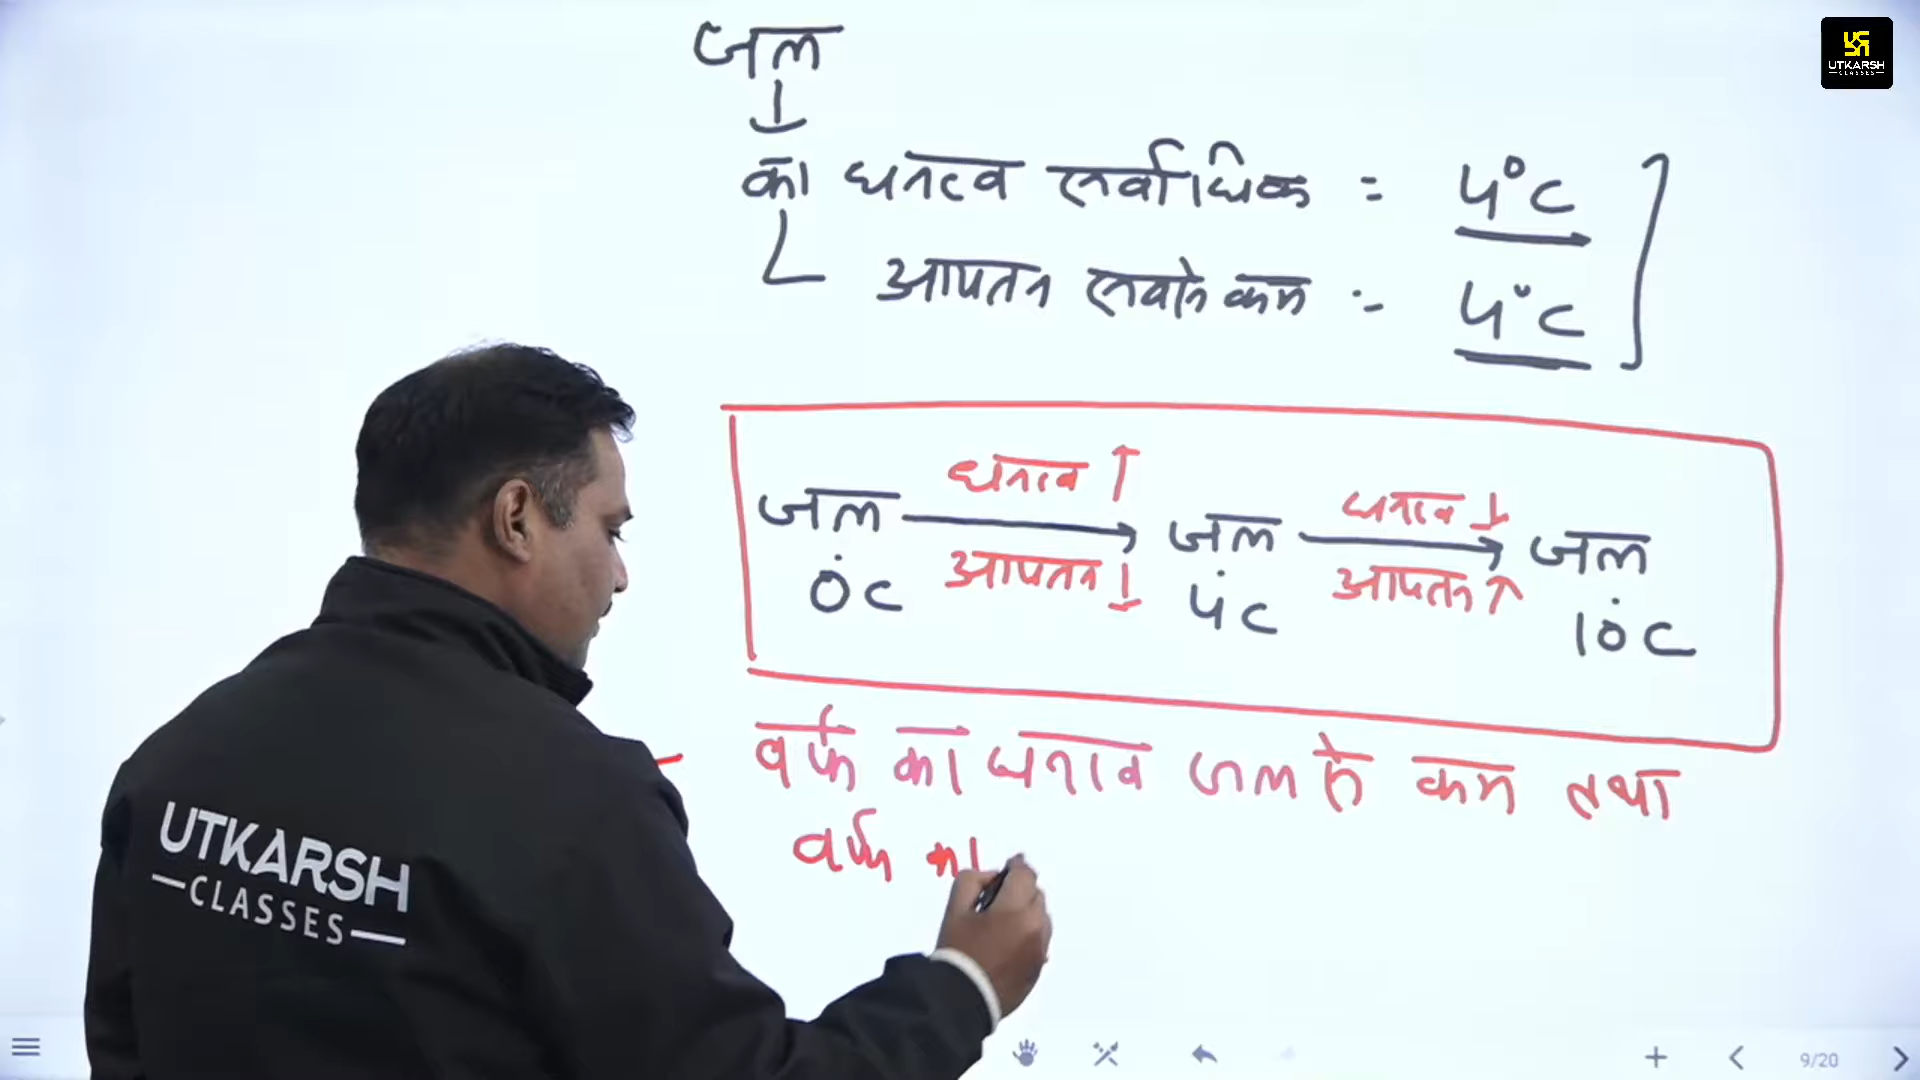 जल
का घनत्व सर्वाधिक = 4°C
आयतन सबसे कम :- 4°C
घनत्व ↑ घनत्व ↓
जल → जल → जल
आयतन ↓ आयतन ↑
0°C 4°C 10°C
- बर्फ का घनत्व जल से कम तथा
बर्फ का
UTKARSH
CLASSES
UTKARSH
CLASSES
9/20